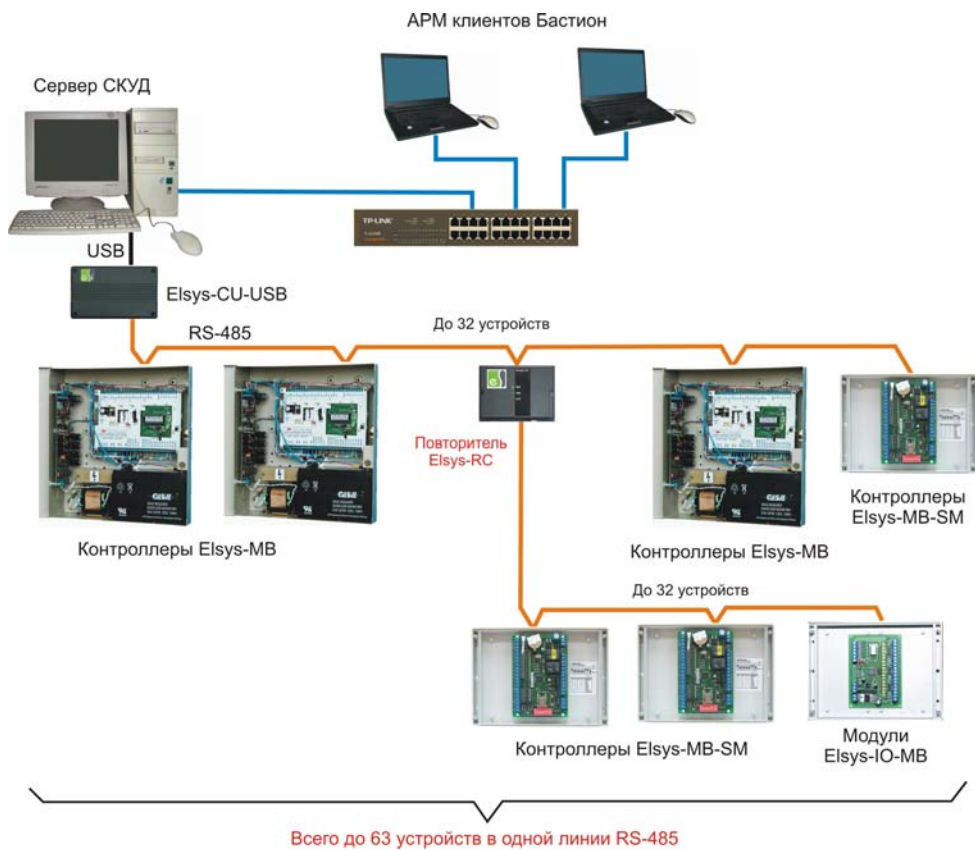 АРМ клиентов Бастион
Сервер СКУД
TP-LINK
USB
Elsys-CU-USB
RS-485
До 32 устройств
Повторитель
Elsys-RC
Контроллеры
Elsys-MB-SM
Контроллеры Elsys-MB
Контроллеры Elsys-MB
До 32 устройств
Контроллеры Elsys-MB-SM
Модули
Elsys-IO-MB
Всего до 63 устройств в одной линии RS-485